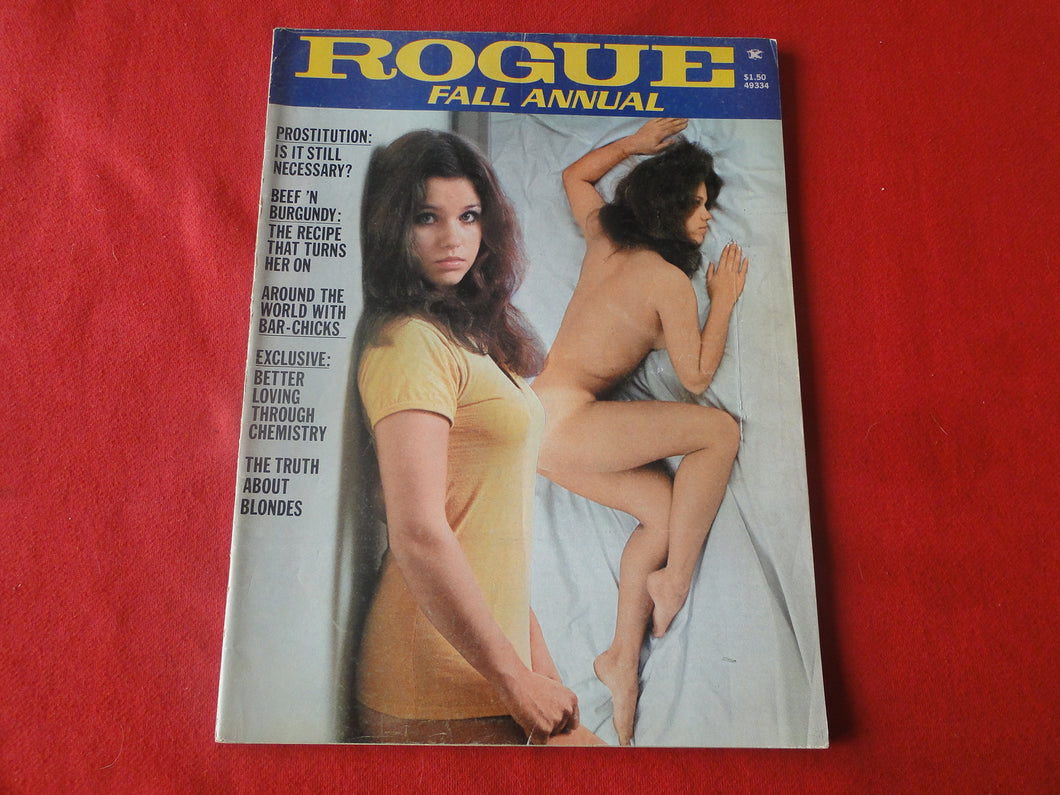 ROGUE
FALL ANNUAL
$1.50
49334
PROSTITUTION:
IS IT STILL
NECESSARY?
BEEF 'N
BURGUNDY:
THE RECIPE
THAT TURNS
HER ON
AROUND THE
WORLD WITH
BAR-CHICKS
EXCLUSIVE:
BETTER
LOVING
THROUGH
CHEMISTRY
THE TRUTH
ABOUT
BLONDES